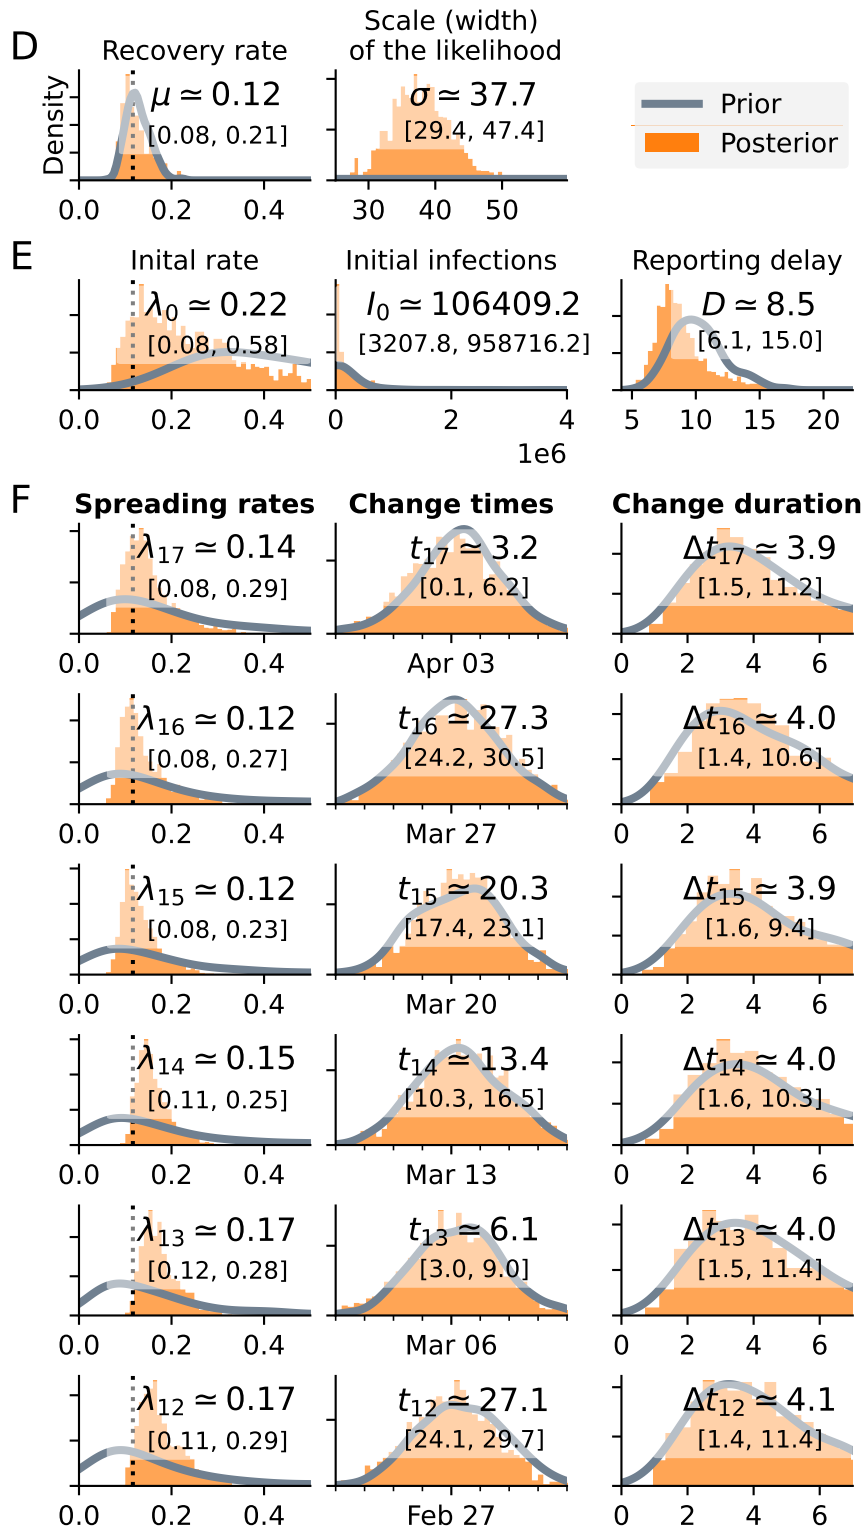 D
Recovery rate
Scale (width)
of the likelihood
Density
μ ≃ 0.12
[0.08, 0.21]
σ ≃ 37.7
[29.4, 47.4]
Prior
Posterior
0.0 0.2 0.4
30 40 50
E
Inital rate
Initial infections
Reporting delay
λ0 ≃ 0.22
[0.08, 0.58]
I0 ≃ 106409.2
[3207.8, 958716.2]
D ≃ 8.5
[6.1, 15.0]
0.0 0.2 0.4
0 2 4
1e6
5 10 15 20
F
Spreading rates
Change times
Change duration
λ17 ≃ 0.14
[0.08, 0.29]
t17 ≃ 3.2
[0.1, 6.2]
Δt17 ≃ 3.9
[1.5, 11.2]
0.0 0.2 0.4
Apr 03
0 2 4 6
λ16 ≃ 0.12
[0.08, 0.27]
t16 ≃ 27.3
[24.2, 30.5]
Δt16 ≃ 4.0
[1.4, 10.6]
0.0 0.2 0.4
Mar 27
0 2 4 6
λ15 ≃ 0.12
[0.08, 0.23]
t15 ≃ 20.3
[17.4, 23.1]
Δt15 ≃ 3.9
[1.6, 9.4]
0.0 0.2 0.4
Mar 20
0 2 4 6
λ14 ≃ 0.15
[0.11, 0.25]
t14 ≃ 13.4
[10.3, 16.5]
Δt14 ≃ 4.0
[1.6, 10.3]
0.0 0.2 0.4
Mar 13
0 2 4 6
λ13 ≃ 0.17
[0.12, 0.28]
t13 ≃ 6.1
[3.0, 9.0]
Δt13 ≃ 4.0
[1.5, 11.4]
0.0 0.2 0.4
Mar 06
0 2 4 6
λ12 ≃ 0.17
[0.11, 0.29]
t12 ≃ 27.1
[24.1, 29.7]
Δt12 ≃ 4.1
[1.4, 11.4]
0.0 0.2 0.4
Feb 27
0 2 4 6